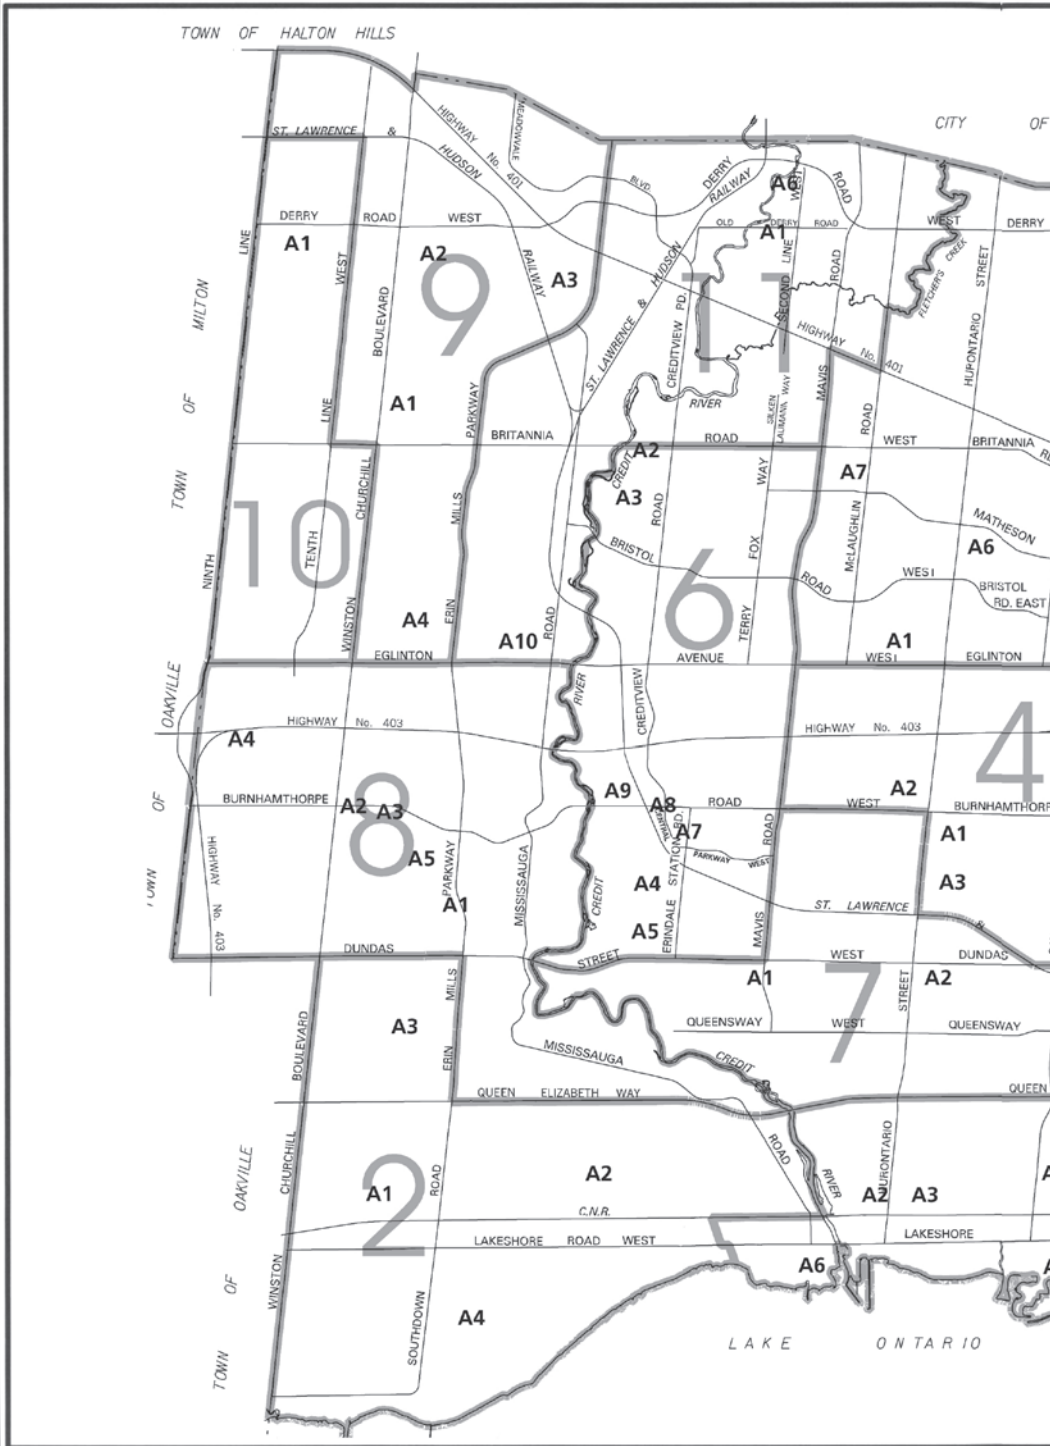 TOWN OF HALTON HILLS
CITY OF
ST. LAWRENCE &
HUDSON
RAILWAY
HIGHWAY No. 401
MEADOWVALE
BLVD
DERRY
RAILWAY
WEST
ROAD
A6
DERRY ROAD WEST
OLD DERRY ROAD
WEST DERRY
A1
A2
A1
9
A3
11
LINE
WEST
BOULEVARD
RAILWAY
ST. LAWRENCE & HUDSON
CREDITVIEW RD.
SECOND LINE
ROAD
FLETCHER'S CREEK
STREET
HURONTARIO
TOWN OF MILTON
HIGHWAY No. 401
RIVER
SILKEN LAUMANN WAY
MAVIS
ROAD
LINE
A1
PARKWAY
BRITANNIA
ROAD
WEST
BRITANNIA
A2
A3
CREDIT
ROAD
WAY
A7
CHURCHILL
MILLS
10
TENTH
NINTH
BRISTOL
FOX
McLAUGHLIN
MATHESON
A6
ROAD
WEST
BRISTOL
RD. EAST
6
WINSTON
A4
ERIN
A10
ROAD
TERRY
A1
EGLINTON
AVENUE
WEST
EGLINTON
OAKVILLE
RIVER
CREDITVIEW
HIGHWAY No. 403
HIGHWAY No. 403
A4
4
OF
BURNHAMTHORPE
A2
A3
8
A9
A8
ROAD
WEST
A2
BURNHAMTHORPE
A7
CENTRAL
PARKWAY WEST
ROAD
A1
HIGHWAY No. 403
A5
PARKWAY
A1
MISSISSAUGA
CREDIT
A4
A5
ERINDALE STATION RD.
ST. LAWRENCE
&
A3
TOWN
MAVIS
DUNDAS
STREET
WEST
DUNDAS
A1
7
A2
STREET
MILLS
A3
QUEENSWAY
WEST
QUEENSWAY
BOULEVARD
ERIN
MISSISSAUGA
CREDIT
QUEEN ELIZABETH WAY
QUEEN
CHURCHILL
OAKVILLE
ROAD
ROAD
RIVER
HURONTARIO
2
A1
A2
A2
A3
C.N.R.
LAKESHORE ROAD WEST
LAKESHORE
A6
OF
WINSTON
SOUTHDOWN
A4
TOWN
LAKE ONTARIO